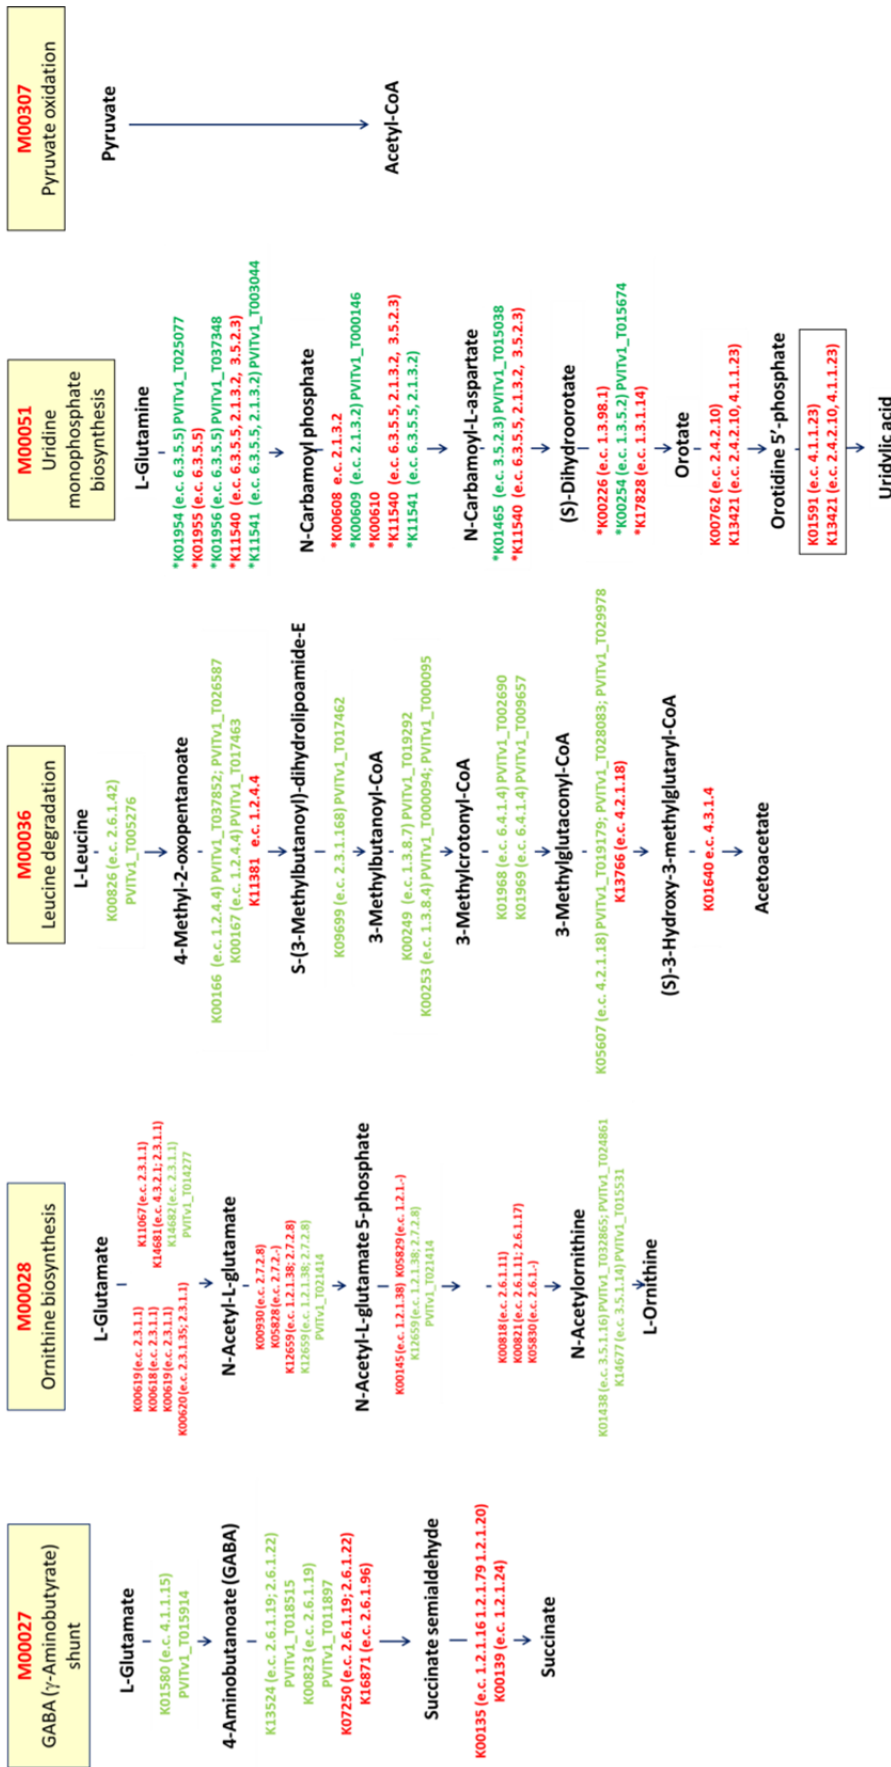 M00027
GABA (γ-Aminobutyrate)
shunt
L-Glutamate
K01580 (e.c. 4.1.1.15)
PVITv1_T015914
4-Aminobutanoate (GABA)
K13524 (e.c. 2.6.1.19; 2.6.1.22)
PVITv1_T018515
K00823 (e.c. 2.6.1.19)
PVITv1_T011897
K07250 (e.c. 2.6.1.19; 2.6.1.22)
K16871 (e.c. 2.6.1.96)
Succinate semialdehyde
K00135 (e.c. 1.2.1.16 1.2.1.79 1.2.1.20)
K00139 (e.c. 1.2.1.24)
Succinate
M00028
Ornithine biosynthesis
L-Glutamate
K00619(e.c. 2.3.1.1)
K00618(e.c. 2.3.1.1)
K00619(e.c. 2.3.1.1)
K00620(e.c. 2.3.1.35; 2.3.1.1)
K11067(e.c. 2.3.1.1)
K14681(e.c. 4.3.2.1; 2.3.1.1)
K14682(e.c. 2.3.1.1)
PVITv1_T014277
N-Acetyl-L-glutamate
K00930(e.c. 2.7.2.8)
K05828(e.c. 2.7.2.-)
K12659(e.c. 1.2.1.38; 2.7.2.8)
K12659(e.c. 1.2.1.38; 2.7.2.8)
PVITv1_T021414
N-Acetyl-L-glutamate 5-phosphate
K00145(e.c. 1.2.1.38) K05829(e.c. 1.2.1.-)
K12659(e.c. 1.2.1.38; 2.7.2.8)
PVITv1_T021414
K00818(e.c. 2.6.1.11)
K00821(e.c. 2.6.1.11; 2.6.1.17)
K05830(e.c. 2.6.1.-)
N-Acetylornithine
K01438(e.c. 3.5.1.16)PVITv1_T032865; PVITv1_T024861
K14677(e.c. 3.5.1.14)PVITv1_T015531
L-Ornithine
M00036
Leucine degradation
L-Leucine
K00826 (e.c. 2.6.1.42)
PVITv1_T005276
4-Methyl-2-oxopentanoate
K00166 (e.c. 1.2.4.4) PVITv1_T037852; PVITv1_T026587
K00167 (e.c. 1.2.4.4) PVITv1_T017463
K11381 e.c. 1.2.4.4
S-(3-Methylbutanoyl)-dihydrolipoamide-E
K09699 (e.c. 2.3.1.168) PVITv1_T017462
3-Methylbutanoyl-CoA
K00249 (e.c. 1.3.8.7) PVITv1_T019292
K00253 (e.c. 1.3.8.4) PVITv1_T000094; PVITv1_T000095
3-Methylcrotonyl-CoA
K01968 (e.c. 6.4.1.4) PVITv1_T002690
K01969 (e.c. 6.4.1.4) PVITv1_T009657
3-Methylglutaconyl-CoA
K05607 (e.c. 4.2.1.18) PVITv1_T019179; PVITv1_T028083; PVITv1_T029978
K13766 (e.c. 4.2.1.18)
(S)-3-Hydroxy-3-methylglutaryl-CoA
K01640 e.c. 4.3.1.4
Acetoacetate
M00051
Uridine
monophosphate
biosynthesis
L-Glutamine
*K01954 (e.c. 6.3.5.5) PVITv1_T025077
*K01955 (e.c. 6.3.5.5)
*K01956 (e.c. 6.3.5.5) PVITv1_T037348
*K11540 (e.c. 6.3.5.5, 2.1.3.2, 3.5.2.3)
*K11541 (e.c. 6.3.5.5, 2.1.3.2) PVITv1_T003044
N-Carbamoyl phosphate
*K00608 e.c. 2.1.3.2
*K00609 (e.c. 2.1.3.2) PVITv1_T000146
*K00610
*K11540 (e.c. 6.3.5.5, 2.1.3.2, 3.5.2.3)
*K11541 (e.c. 6.3.5.5, 2.1.3.2)
N-Carbamoyl-L-aspartate
*K01465 (e.c. 3.5.2.3) PVITv1_T015038
*K11540 (e.c. 6.3.5.5, 2.1.3.2, 3.5.2.3)
(S)-Dihydroorotate
*K00226 (e.c. 1.3.98.1)
*K00254 (e.c. 1.3.5.2) PVITv1_T015674
*K17828 (e.c. 1.3.1.14)
Orotate
K00762 (e.c. 2.4.2.10)
K13421 (e.c. 2.4.2.10, 4.1.1.23)
Orotidine 5'-phosphate
K01591 (e.c. 4.1.1.23)
K13421 (e.c. 2.4.2.10, 4.1.1.23)
Uridylic acid
M00307
Pyruvate oxidation
Pyruvate
Acetyl-CoA